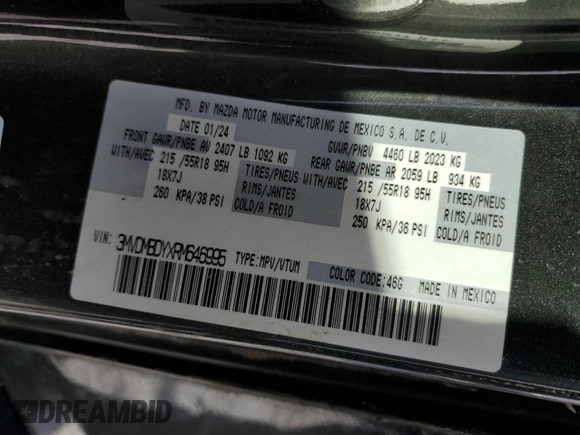 MFD. BY MAZDA MOTOR MANUFACTURING DE MEXICO S.A. DE C.V.
DATE 01/24 GVWR/PNBV 4460 LB 2023 KG
FRONT GAWR/PNBE AV 2407 LB 1092 KG REAR GAWR/PNBE AR 2059 LB 934 KG
WITH/AVEC 215 /55R18 95H TIRES/PNEUS WITH/AVEC 215 /55R18 95H TIRES/PNEUS
18X7J RIMS/JANTES 18X7J RIMS/JANTES
260 KPA/38 PSI COLD/A FROID 250 KPA/36 PSI COLD/A FROID
VIN: 3MVDMBDYXRM646995 TYPE:MPV/VTUM
COLOR CODE:46G MADE IN MEXICO
DREAMBID